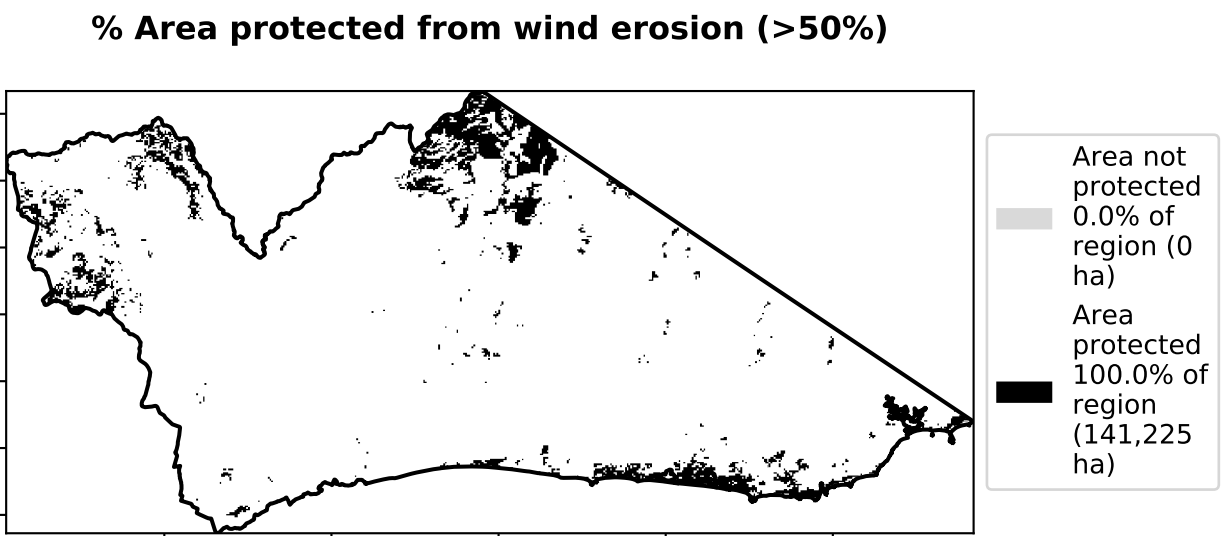 % Area protected from wind erosion (>50%)
Area not
protected
0.0% of
region (0
ha)
Area
protected
100.0% of
region
(141,225
ha)